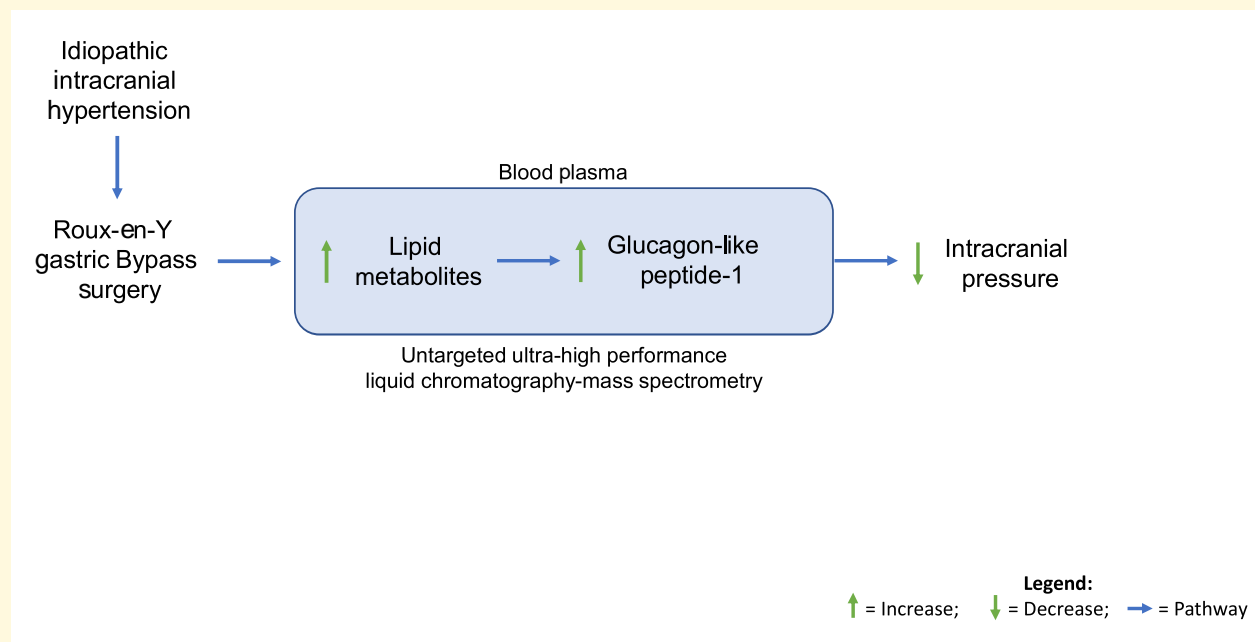 Idiopathic
intracranial
hypertension
Blood plasma
Roux-en-Y
gastric Bypass
surgery
Lipid
metabolites
Glucagon-like
peptide-1
Intracranial
pressure
Untargeted ultra-high performance
liquid chromatography-mass spectrometry
Legend:
= Increase; = Decrease; = Pathway